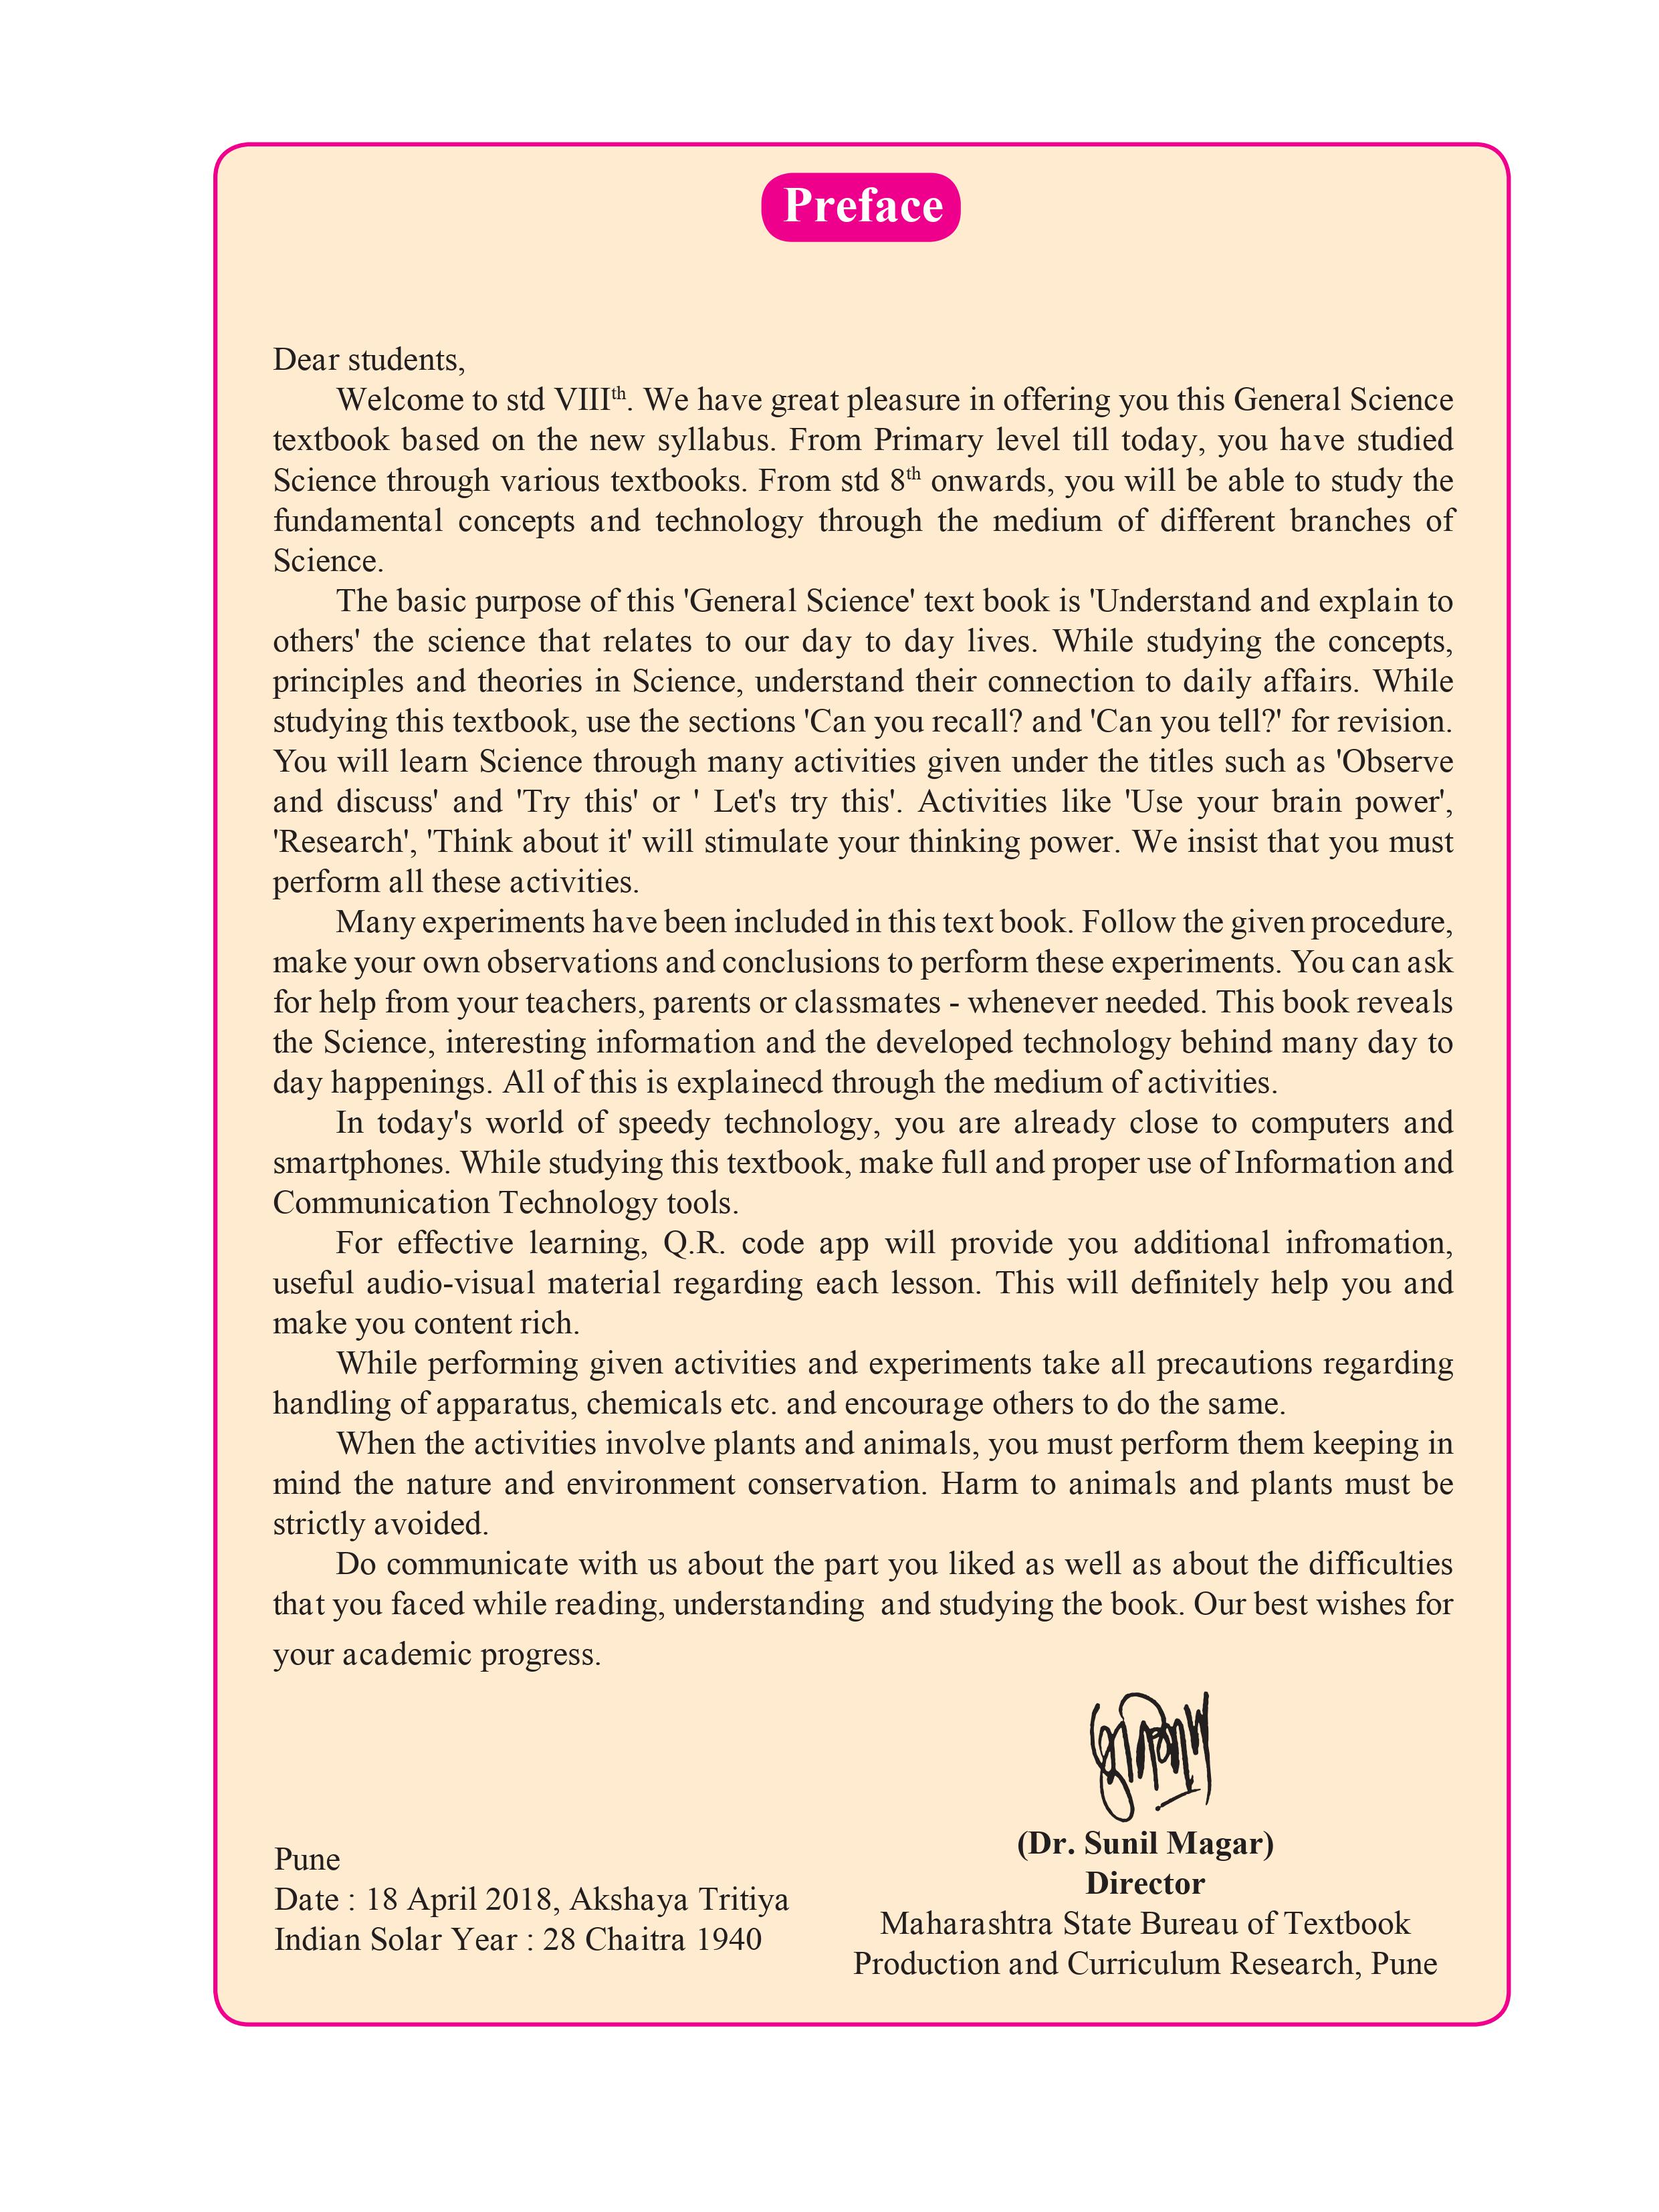 Preface
Dear students,
Welcome to std VIIIth. We have great pleasure in offering you this General Science
textbook based on the new syllabus. From Primary level till today, you have studied
Science through various textbooks. From std 8th onwards, you will be able to study the
fundamental concepts and technology through the medium of different branches of
Science.
The basic purpose of this 'General Science' text book is 'Understand and explain to
others' the science that relates to our day to day lives. While studying the concepts,
principles and theories in Science, understand their connection to daily affairs. While
studying this textbook, use the sections 'Can you recall? and 'Can you tell?' for revision.
You will learn Science through many activities given under the titles such as 'Observe
and discuss' and 'Try this' or ' Let's try this'. Activities like 'Use your brain power',
'Research', 'Think about it' will stimulate your thinking power. We insist that you must
perform all these activities.
Many experiments have been included in this text book. Follow the given procedure,
make your own observations and conclusions to perform these experiments. You can ask
for help from your teachers, parents or classmates - whenever needed. This book reveals
the Science, interesting information and the developed technology behind many day to
day happenings. All of this is explainecd through the medium of activities.
In today's world of speedy technology, you are already close to computers and
smartphones. While studying this textbook, make full and proper use of Information and
Communication Technology tools.
For effective learning, Q.R. code app will provide you additional infromation,
useful audio-visual material regarding each lesson. This will definitely help you and
make you content rich.
While performing given activities and experiments take all precautions regarding
handling of apparatus, chemicals etc. and encourage others to do the same.
When the activities involve plants and animals, you must perform them keeping in
mind the nature and environment conservation. Harm to animals and plants must be
strictly avoided.
Do communicate with us about the part you liked as well as about the difficulties
that you faced while reading, understanding  and studying the book. Our best wishes for
your academic progress.
(Dr. Sunil Magar)
Director
Maharashtra State Bureau of Textbook
Production and Curriculum Research, Pune
Pune
Date : 18 April 2018, Akshaya Tritiya
Indian Solar Year : 28 Chaitra 1940